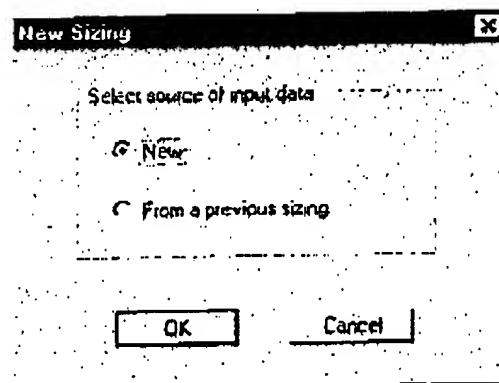 New Sizing
Select source of input data
New
From a previous sizing
OK
Cancel